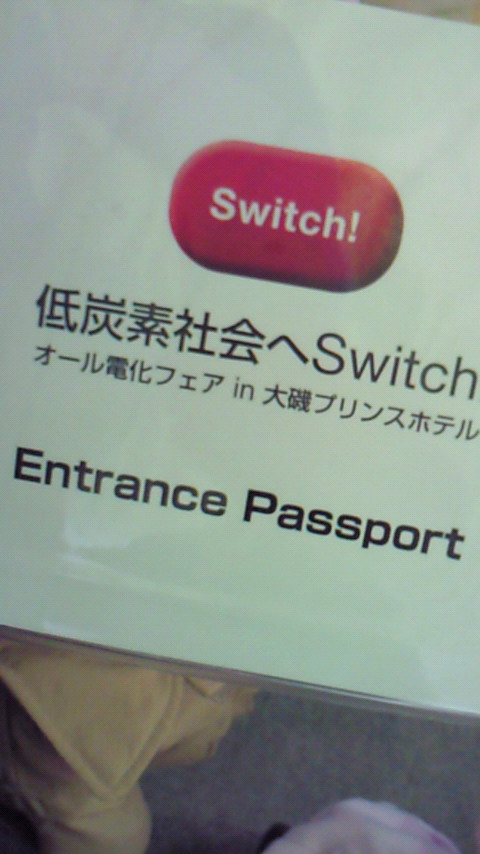 Switch!
低炭素社会へSwitch
オール電化フェア in 大磯プリンスホテル
Entrance Passport